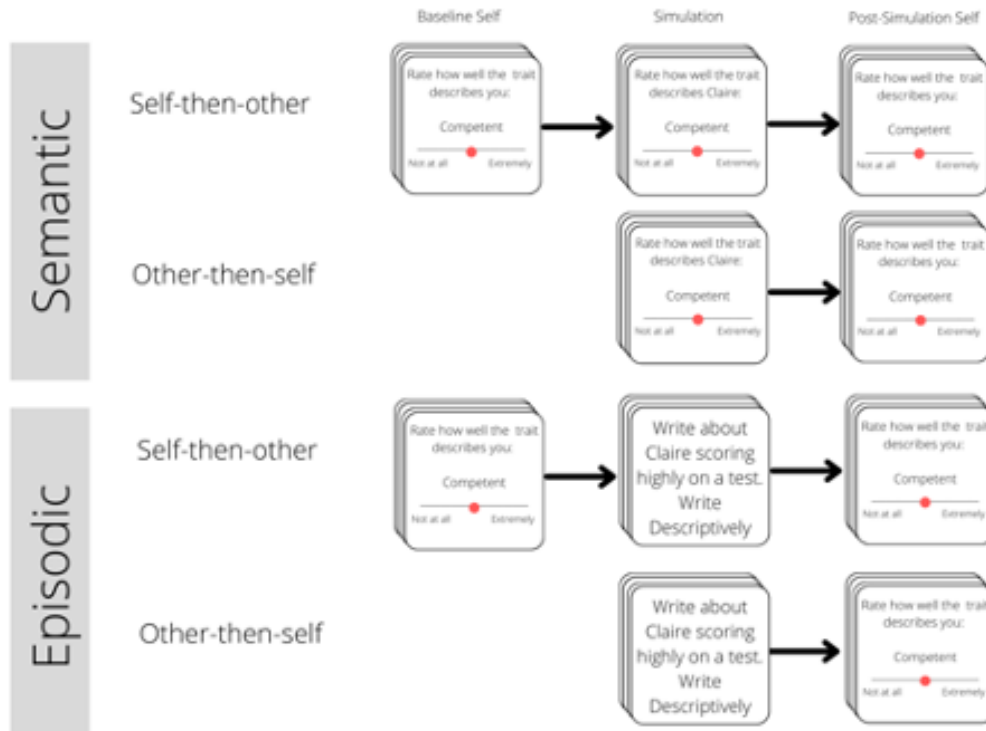 Baseline Self
Simulation
Post-Simulation Self
Semantic
Self-then-other
Rate how well the trait
describes you:
Competent
Not at all
Extremely
Rate how well the trait
describes Claire:
Competent
Not at all
Extremely
Rate how well the trait
describes you:
Competent
Not at all
Extremely
Other-then-self
Rate how well the trait
describes Claire:
Competent
Not at all
Extremely
Rate how well the trait
describes you:
Competent
Not at all
Extremely
Episodic
Self-then-other
Rate how well the trait
describes you:
Competent
Not at all
Extremely
Write about
Claire scoring
highly on a test.
Write
Descriptively
Rate how well the trait
describes you:
Competent
Not at all
Extremely
Other-then-self
Write about
Claire scoring
highly on a test.
Write
Descriptively
Rate how well the trait
describes you:
Competent
Not at all
Extremely